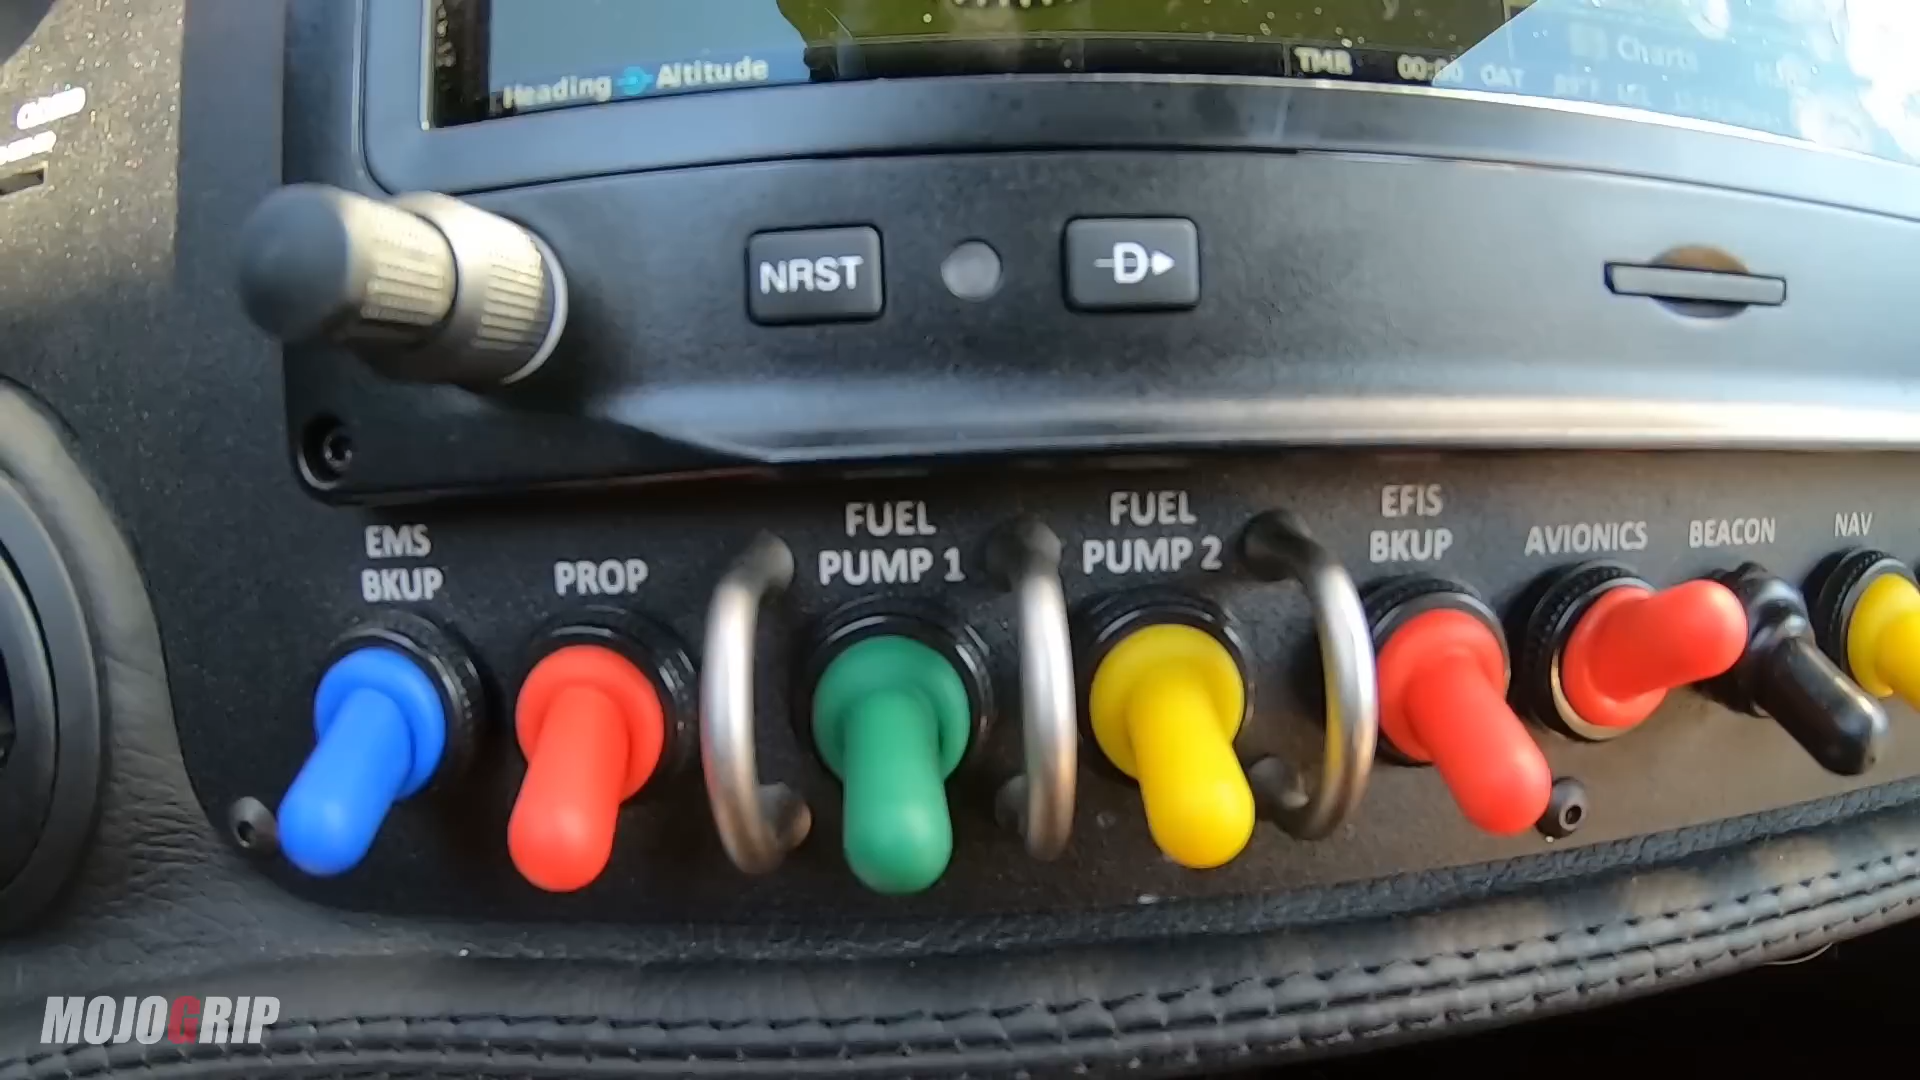 Heading Altitude
TMR 00:00 OAT
Charts
NRST
D
EMS
BKUP
PROP
FUEL
PUMP 1
FUEL
PUMP 2
EFIS
BKUP
AVIONICS
BEACON
NAV
MOJOGRIP